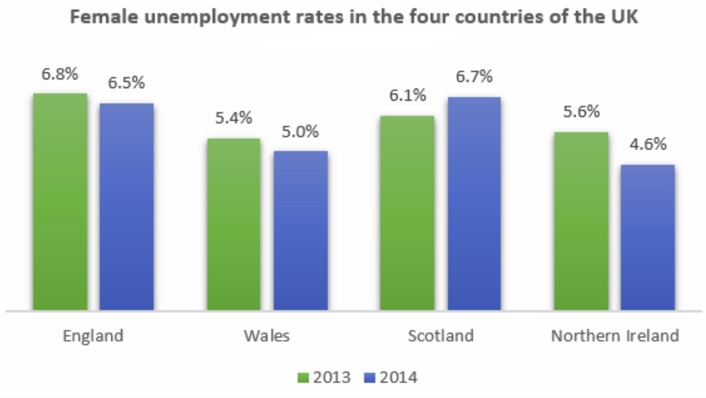 Female unemployment rates in the four countries of the UK
6.8%
6.5%
5.4%
5.0%
6.1%
6.7%
5.6%
4.6%
England
Wales
Scotland
Northern Ireland
2013
2014